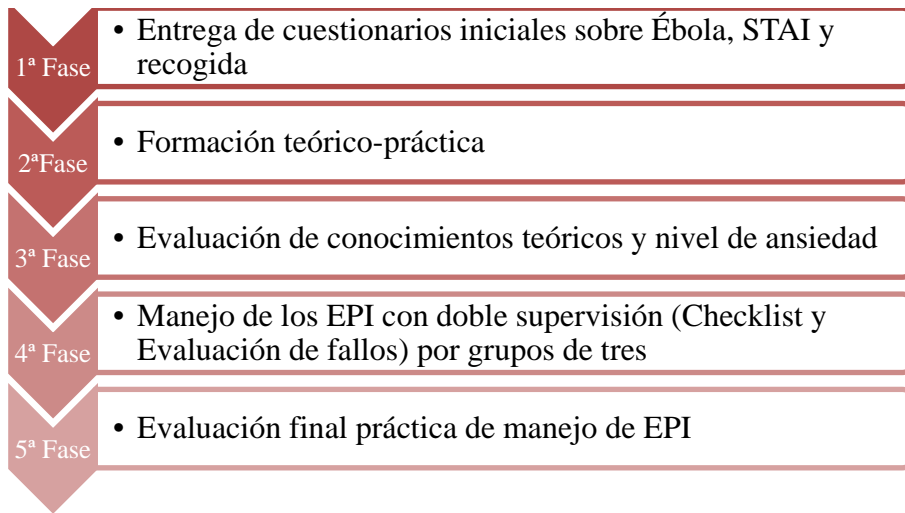 1ª Fase
• Entrega de cuestionarios iniciales sobre Ébola, STAI y
recogida
2ªFase
• Formación teórico-práctica
3ª Fase
• Evaluación de conocimientos teóricos y nivel de ansiedad
4ª Fase
• Manejo de los EPI con doble supervisión (Checklist y
Evaluación de fallos) por grupos de tres
5ª Fase
• Evaluación final práctica de manejo de EPI